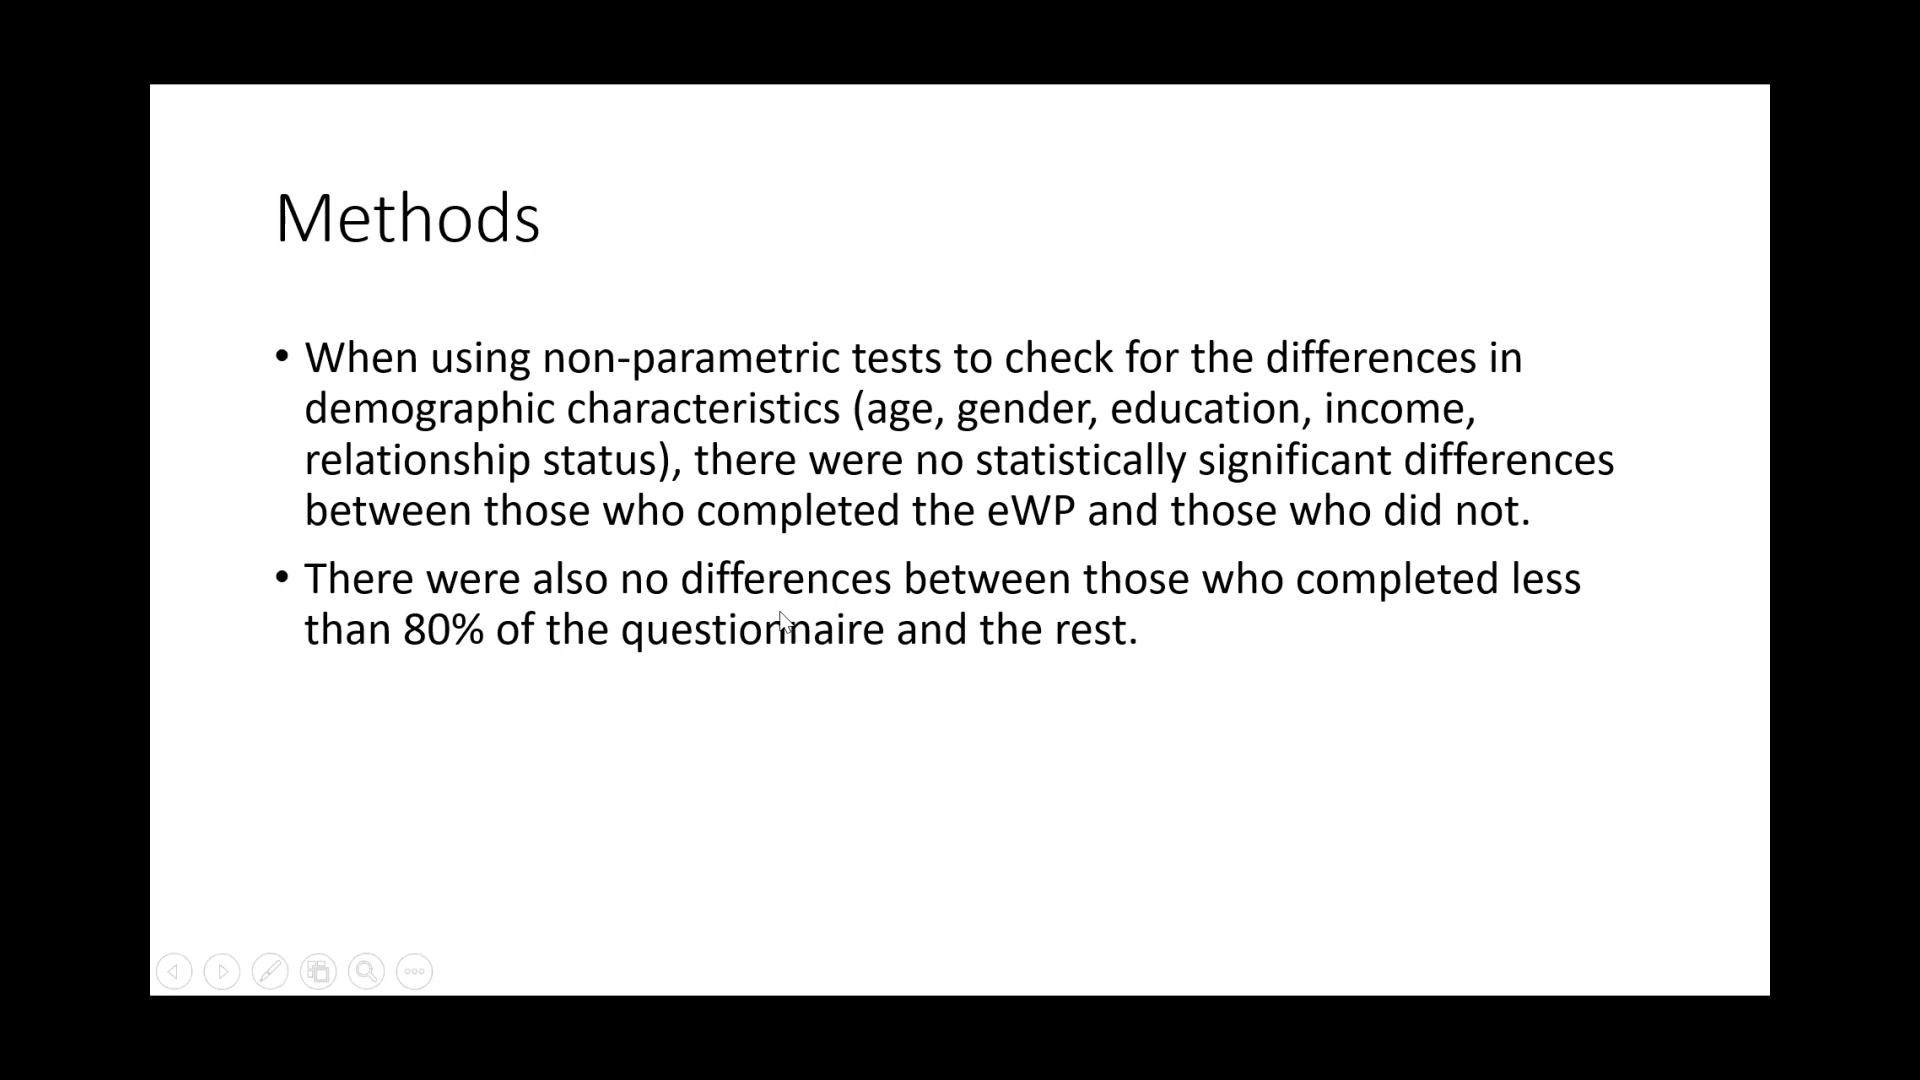 Methods
• When using non-parametric tests to check for the differences in
demographic characteristics (age, gender, education, income,
relationship status), there were no statistically significant differences
between those who completed the eWP and those who did not.
• There were also no differences between those who completed less
than 80% of the questionnaire and the rest.